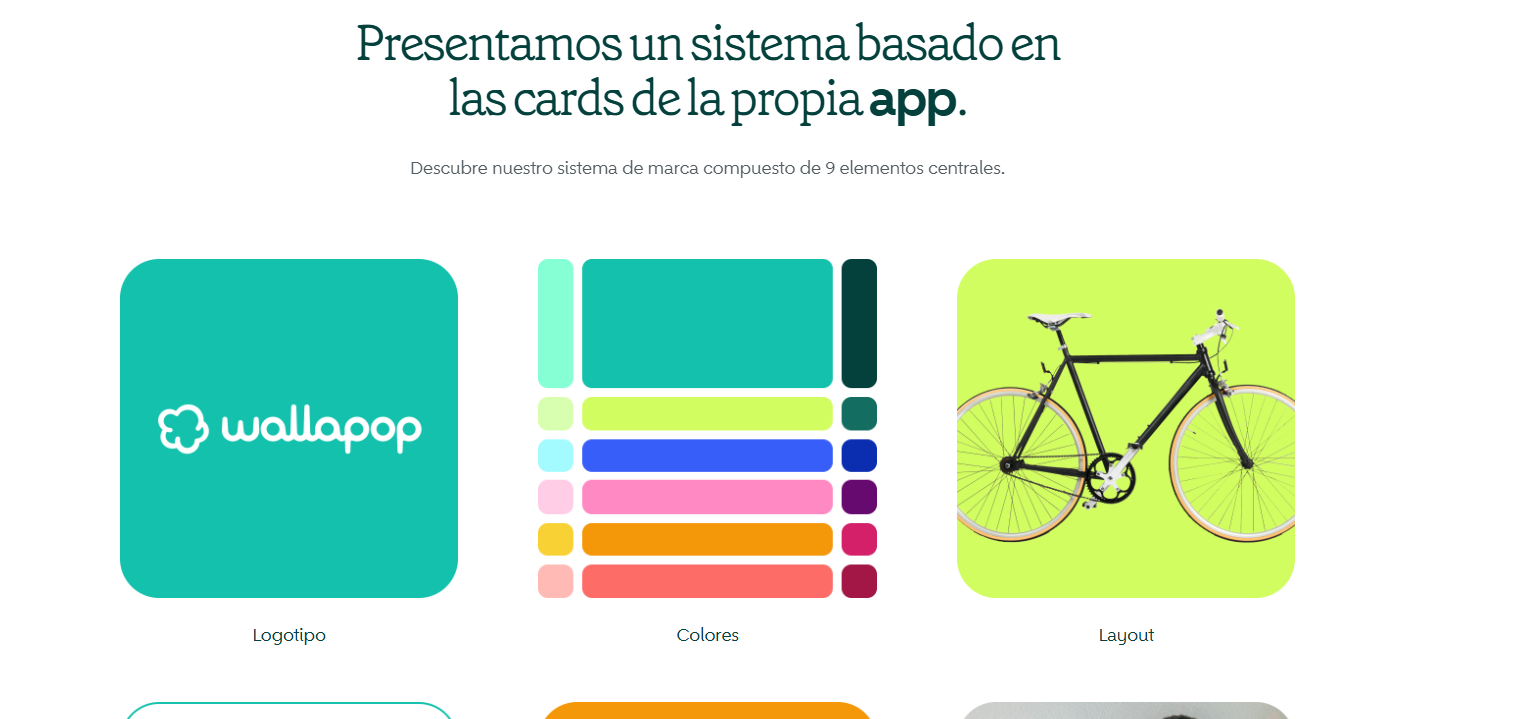 Presentamos un sistema basado en
las cards de la propia app.
Descubre nuestro sistema de marca compuesto de 9 elementos centrales.
wallapop
Logotipo
Colores
Layout